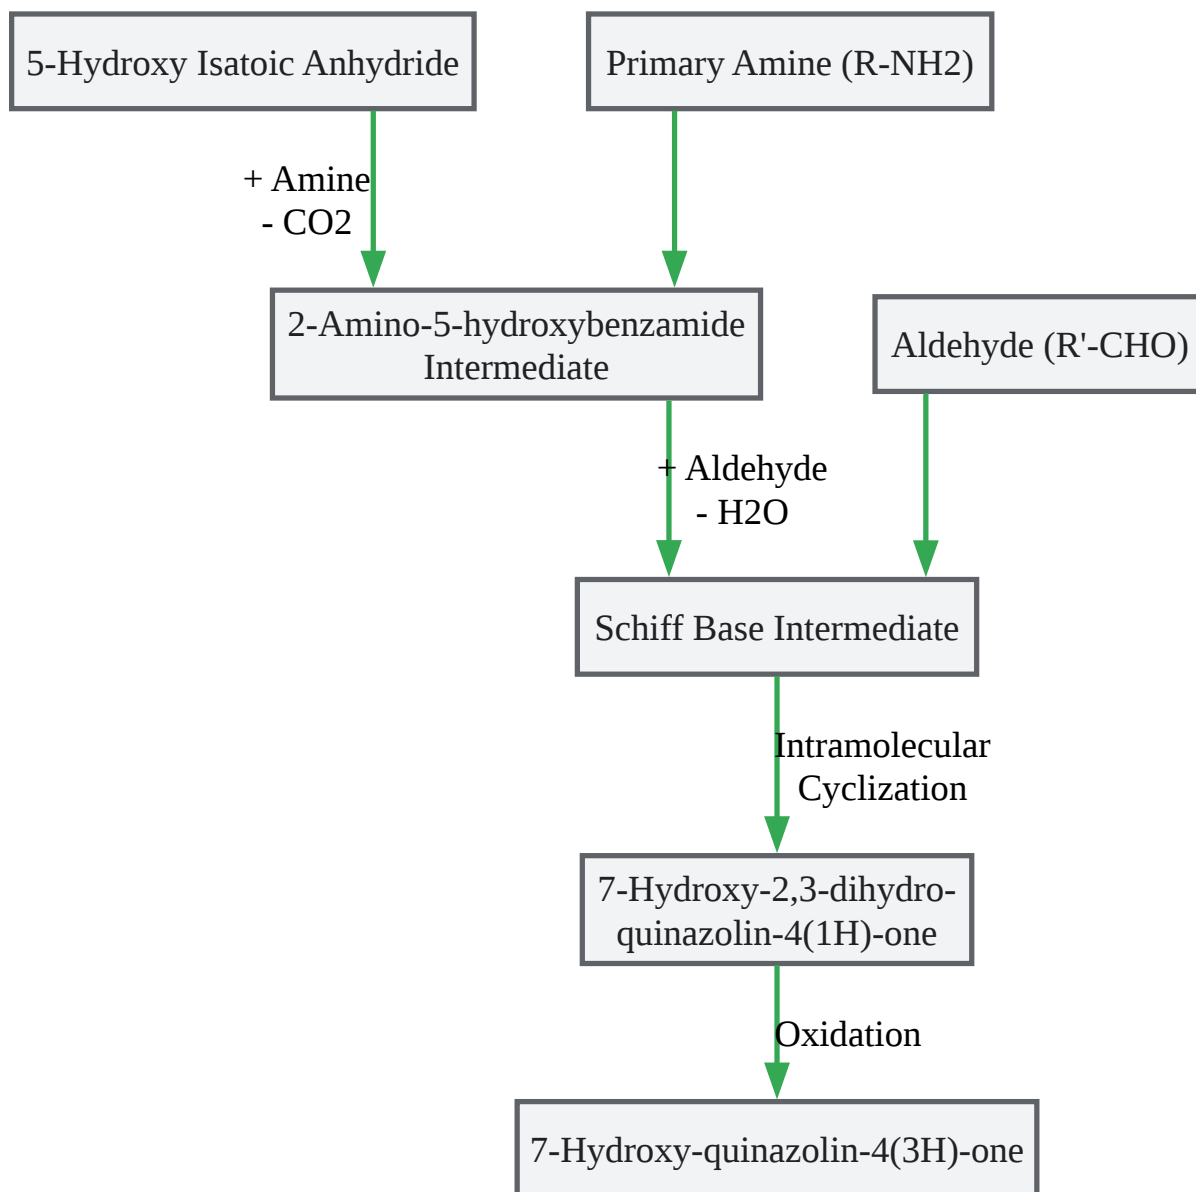 5-Hydroxy Isatoic Anhydride
Primary Amine (R-NH2)
+ Amine
- CO2
2-Amino-5-hydroxybenzamide
Intermediate
Aldehyde (R'-CHO)
+ Aldehyde
- H2O
Schiff Base Intermediate
Intramolecular
Cyclization
7-Hydroxy-2,3-dihydro-
quinazolin-4(1H)-one
Oxidation
7-Hydroxy-quinazolin-4(3H)-one